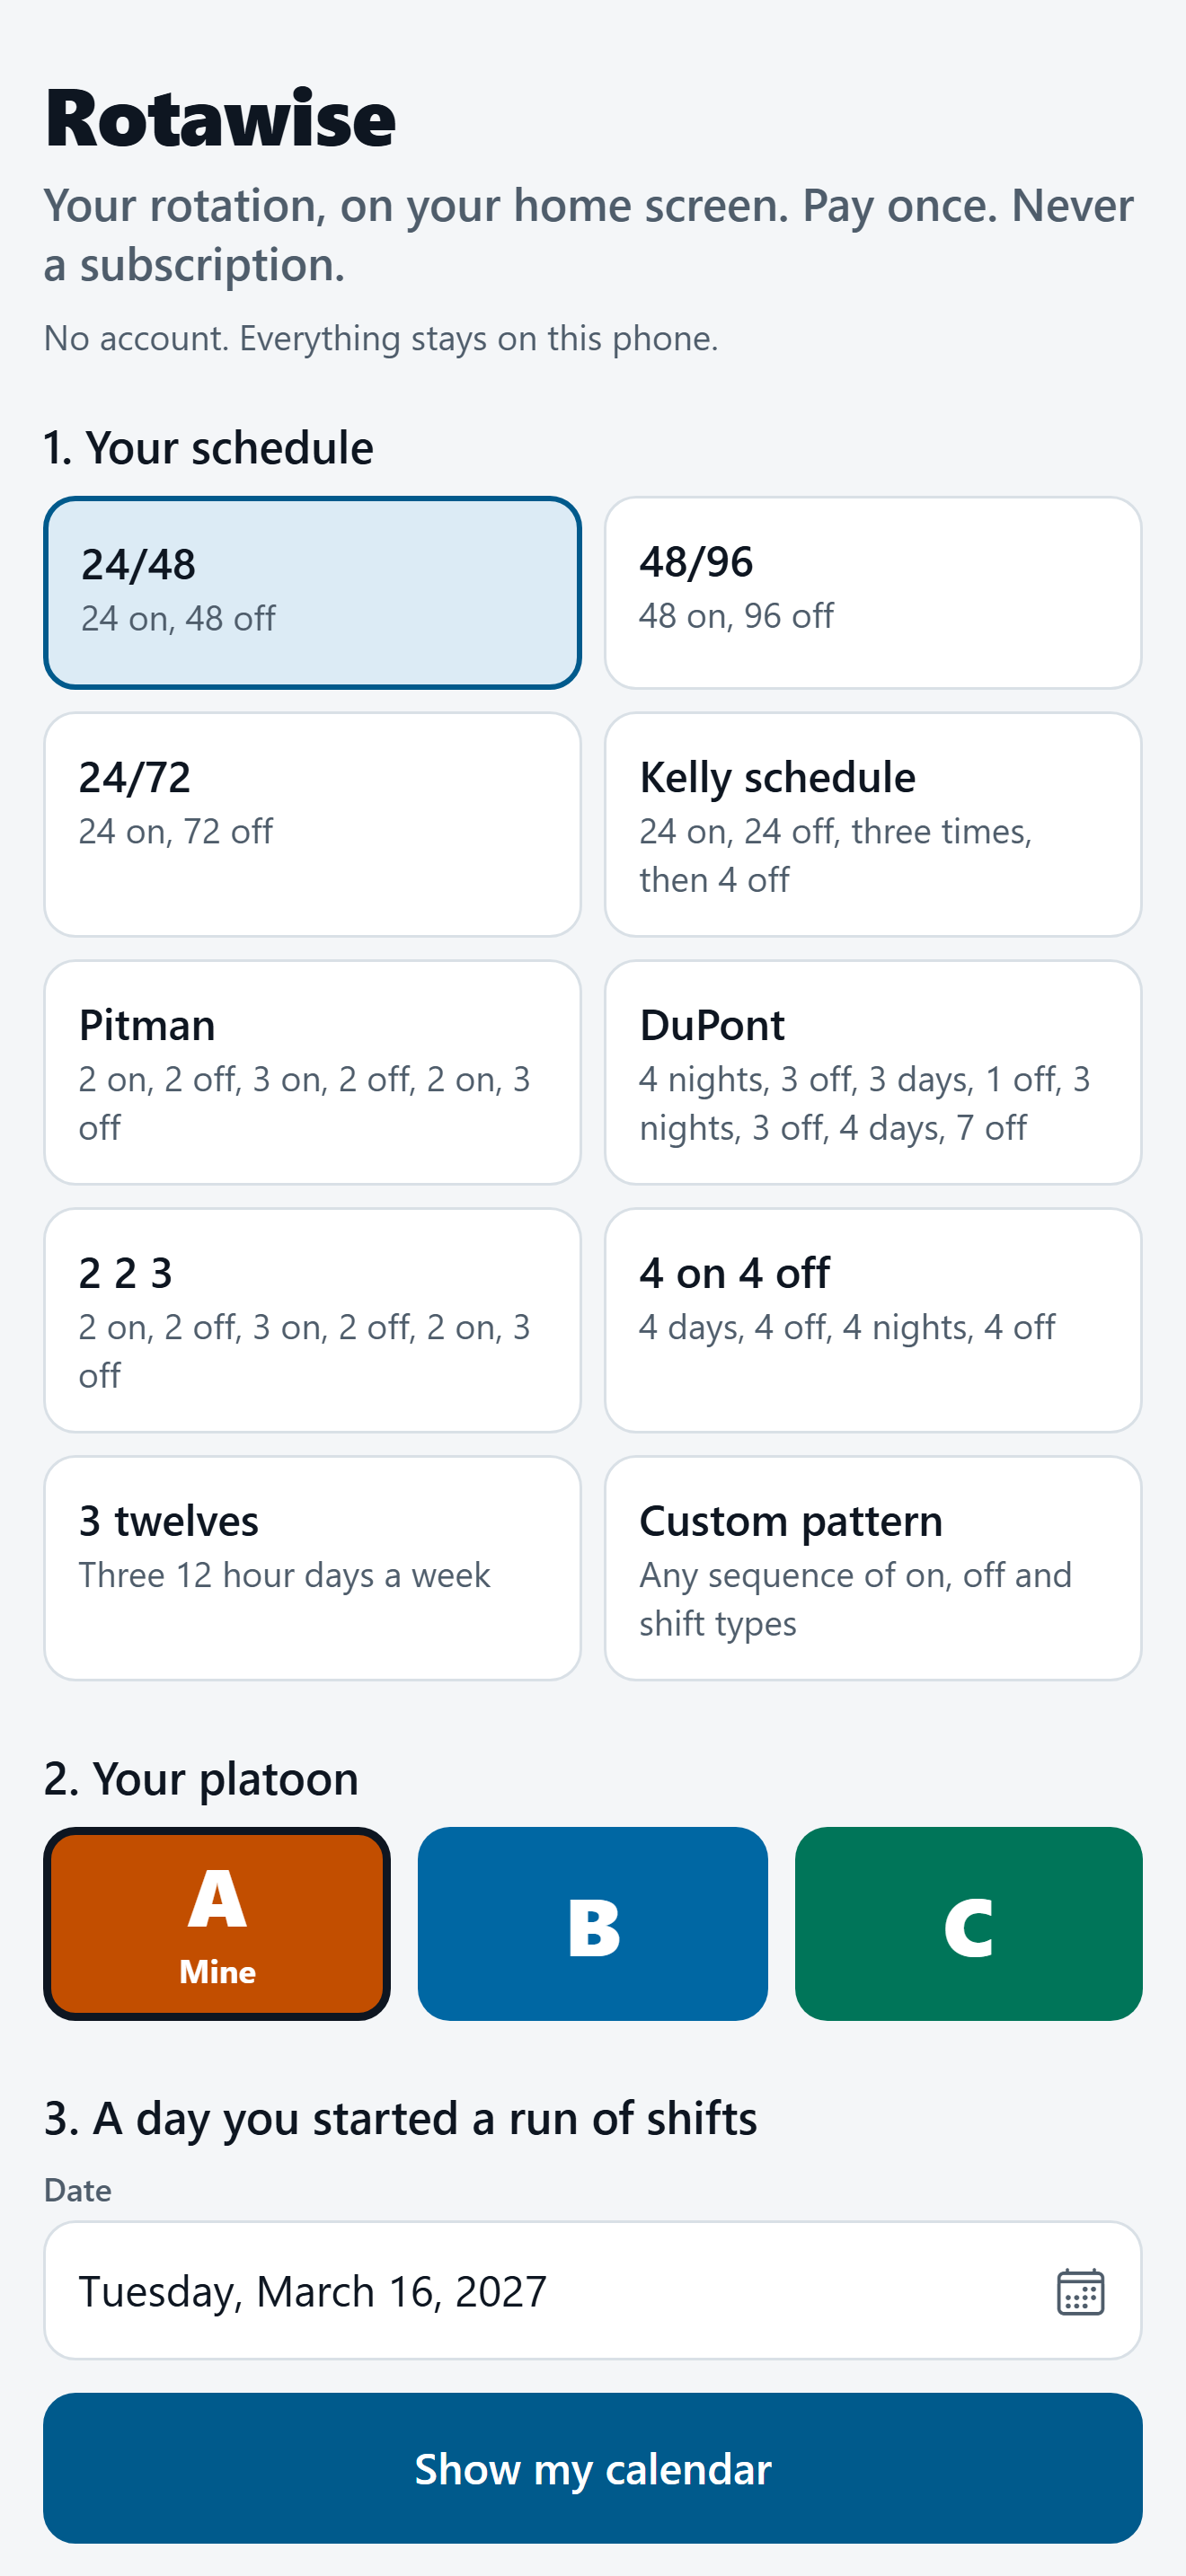 Rotawise
Your rotation, on your home screen. Pay once. Never
a subscription.
No account. Everything stays on this phone.
1. Your schedule
24/48
24 on, 48 off
48/96
48 on, 96 off
24/72
24 on, 72 off
Kelly schedule
24 on, 24 off, three times,
then 4 off
Pitman
2 on, 2 off, 3 on, 2 off, 2 on, 3
off
DuPont
4 nights, 3 off, 3 days, 1 off, 3
nights, 3 off, 4 days, 7 off
2 2 3
2 on, 2 off, 3 on, 2 off, 2 on, 3
off
4 on 4 off
4 days, 4 off, 4 nights, 4 off
3 twelves
Three 12 hour days a week
Custom pattern
Any sequence of on, off and
shift types
2. Your platoon
A
Mine
B
C
3. A day you started a run of shifts
Date
Tuesday, March 16, 2027
Show my calendar